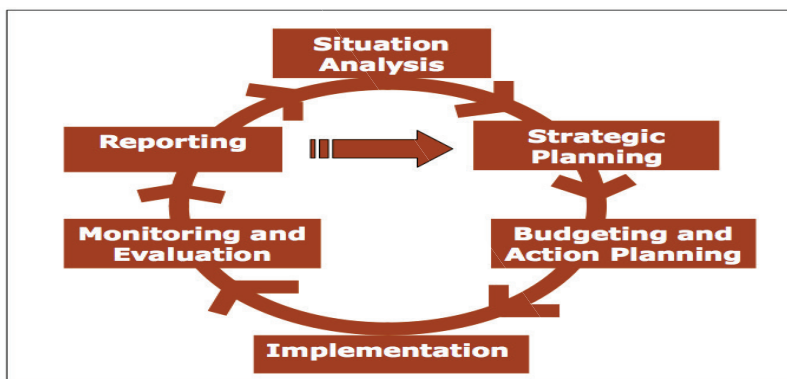 Situation
Analysis
Reporting
Strategic
Planning
Monitoring and
Evaluation
Budgeting and
Action Planning
Implementation